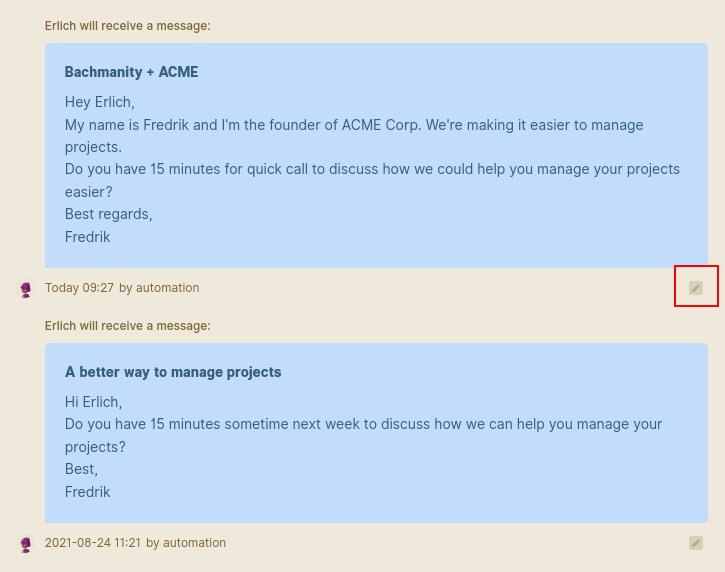 Erlich will receive a message:
Bachmanity + ACME
Hey Erlich,
My name is Fredrik and I'm the founder of ACME Corp. We're making it easier to manage
projects.
Do you have 15 minutes for quick call to discuss how we could help you manage your projects
easier?
Best regards,
Fredrik
Today 09:27 by automation
Erlich will receive a message:
A better way to manage projects
Hi Erlich,
Do you have 15 minutes sometime next week to discuss how we can help you manage your
projects?
Best,
Fredrik
2021-08-24 11:21 by automation